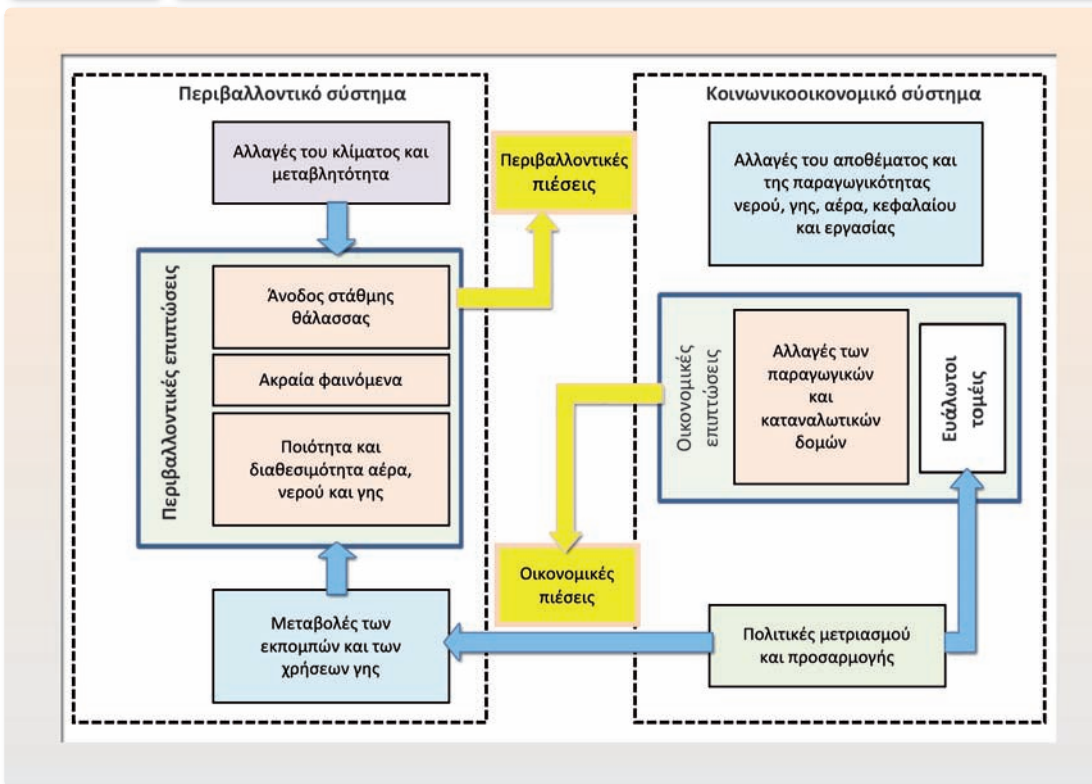 Περιβαλλοντικό σύστημα
Αλλαγές του κλίματος και
μεταβλητότητα
Περιβαλλοντικές επιπτώσεις
Άνοδος στάθμης
θάλασσας
Ακραία φαινόμενα
Ποιότητα και
διαθεσιμότητα αέρα,
νερού και γης
Μεταβολές των
εκπομπών και των
χρήσεων γης
Περιβαλλοντικές
πιέσεις
Οικονομικές
πιέσεις
Κοινωνικοοικονομικό σύστημα
Αλλαγές του αποθέματος και
της παραγωγικότητας
νερού, γης, αέρα, κεφαλαίου
και εργασίας
Οικονομικές
επιπτώσεις
Αλλαγές των
παραγωγικών
και
καταναλωτικών
δομών
Ευάλωτοι
τομείς
Πολιτικές μετριασμού
και προσαρμογής